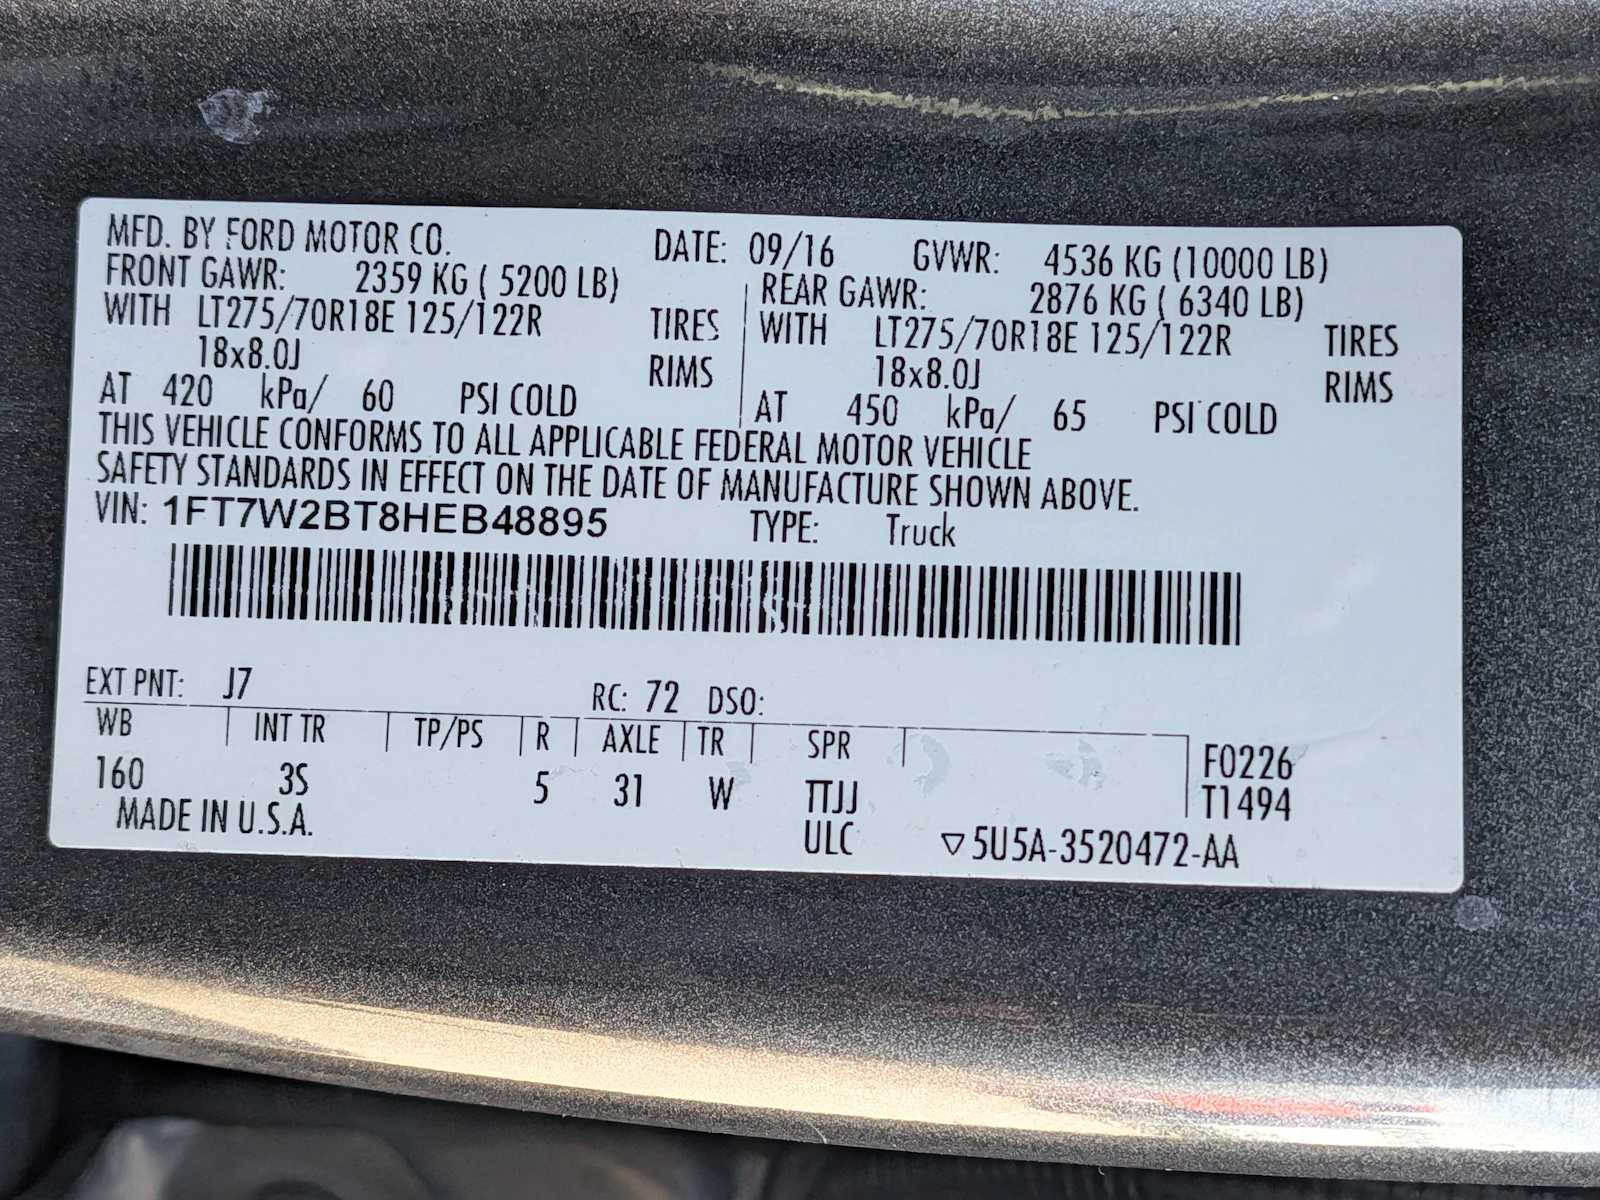 MFD. BY FORD MOTOR CO. DATE: 09/16 GVWR: 4536 KG (10000 LB)
FRONT GAWR: 2359 KG ( 5200 LB) REAR GAWR: 2876 KG ( 6340 LB)
WITH LT275/70R18E 125/122R TIRES WITH LT275/70R18E 125/122R TIRES
18x8.0J RIMS 18x8.0J RIMS
AT 420 kPa/ 60 PSI COLD AT 450 kPa/ 65 PSI COLD
THIS VEHICLE CONFORMS TO ALL APPLICABLE FEDERAL MOTOR VEHICLE
SAFETY STANDARDS IN EFFECT ON THE DATE OF MANUFACTURE SHOWN ABOVE.
VIN: 1FT7W2BT8HEB48895 TYPE: Truck
EXT PNT: J7 RC: 72 DSO:
WB INT TR TP/PS R AXLE TR SPR F0226
160 3S 5 31 W TTJJ T1494
MADE IN U.S.A. ULC ▽5U5A-3520472-AA